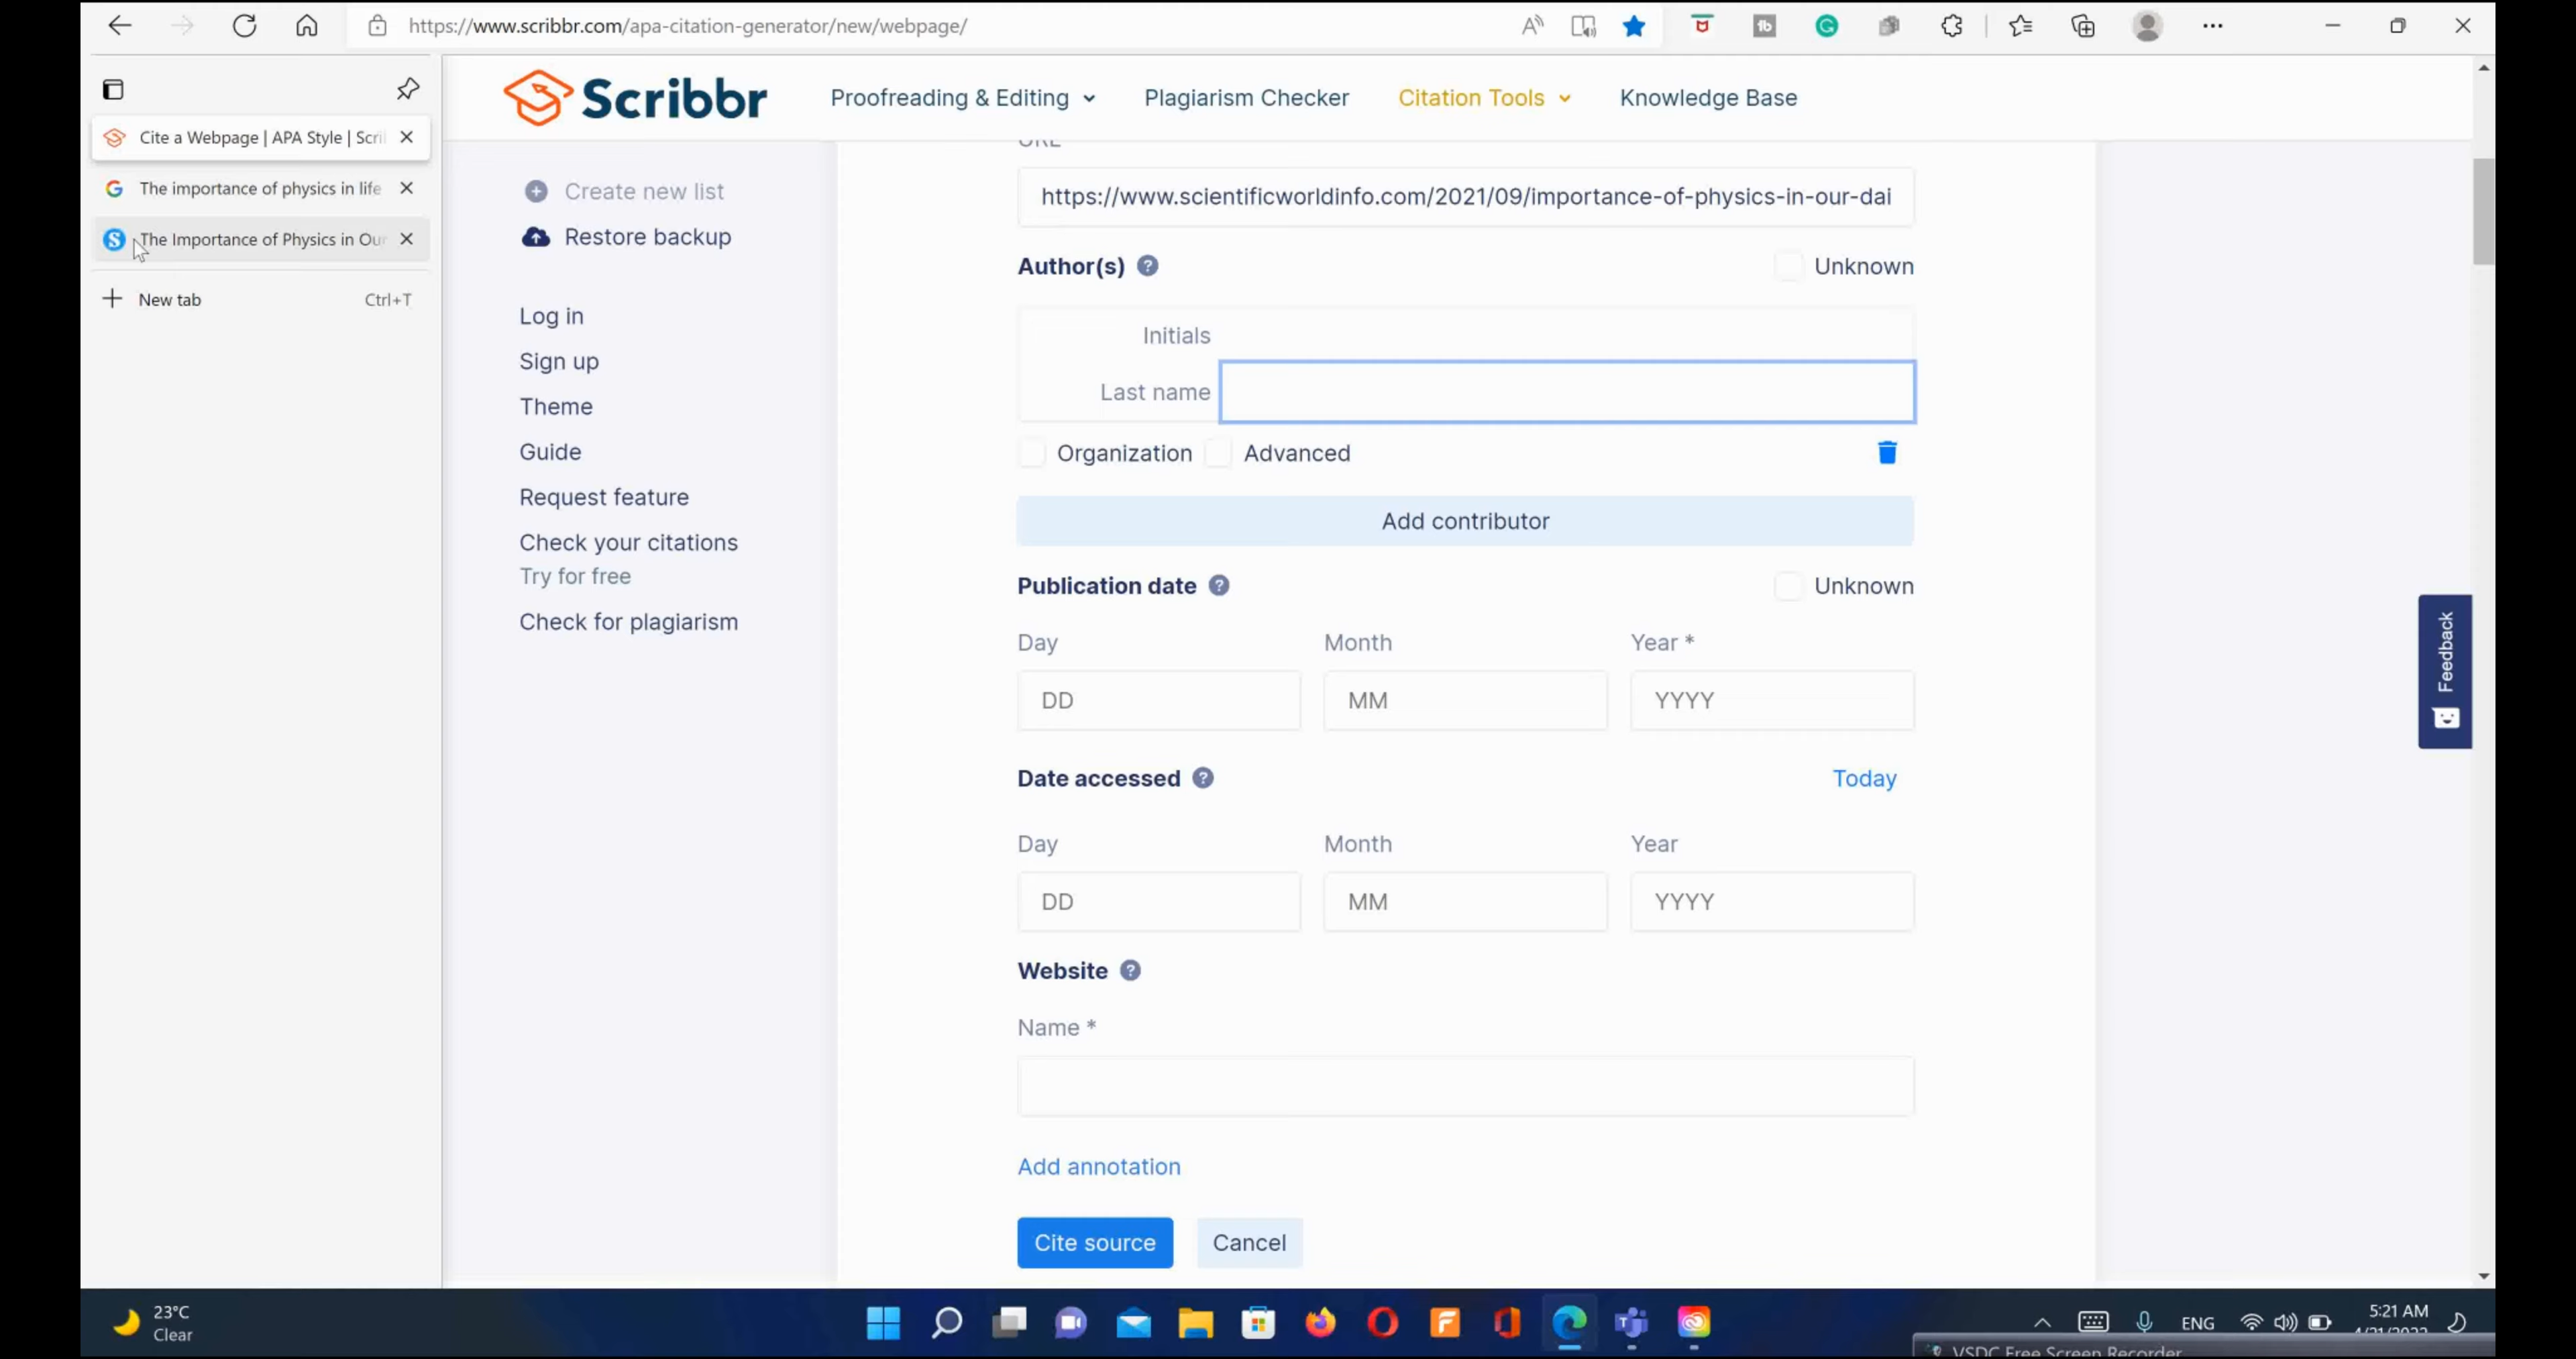 https://www.scribbr.com/apa-citation-generator/new/webpage/
Cite a Webpage | APA Style | Scri
The importance of physics in life
The Importance of Physics in Our
New tab Ctrl+T
Scribbr
Proofreading & Editing
Plagiarism Checker
Citation Tools
Knowledge Base
Create new list
Restore backup
Log in
Sign up
Theme
Guide
Request feature
Check your citations
Try for free
Check for plagiarism
URL
https://www.scientificworldinfo.com/2021/09/importance-of-physics-in-our-dai
Author(s) ? Unknown
Initials
Last name
Organization Advanced
Add contributor
Publication date ? Unknown
Day Month Year *
DD MM YYYY
Date accessed ? Today
Day Month Year
DD MM YYYY
Website ?
Name *
Add annotation
Cite source Cancel
Feedback
23°C
Clear
ENG
5:21 AM
VSDC Free Screen Recorder